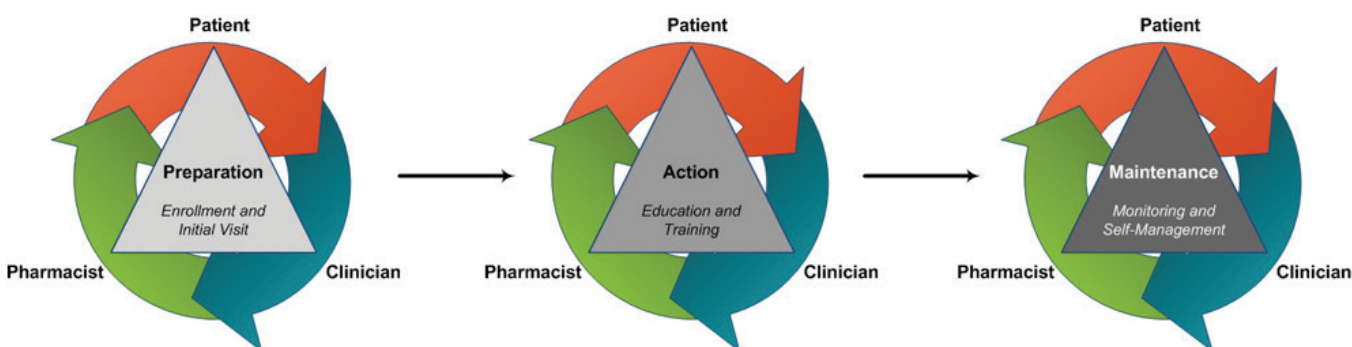 Patient
Preparation
Enrollment and
Initial Visit
Pharmacist
Clinician
Patient
Action
Education and
Training
Pharmacist
Clinician
Patient
Maintenance
Monitoring and
Self-Management
Pharmacist
Clinician